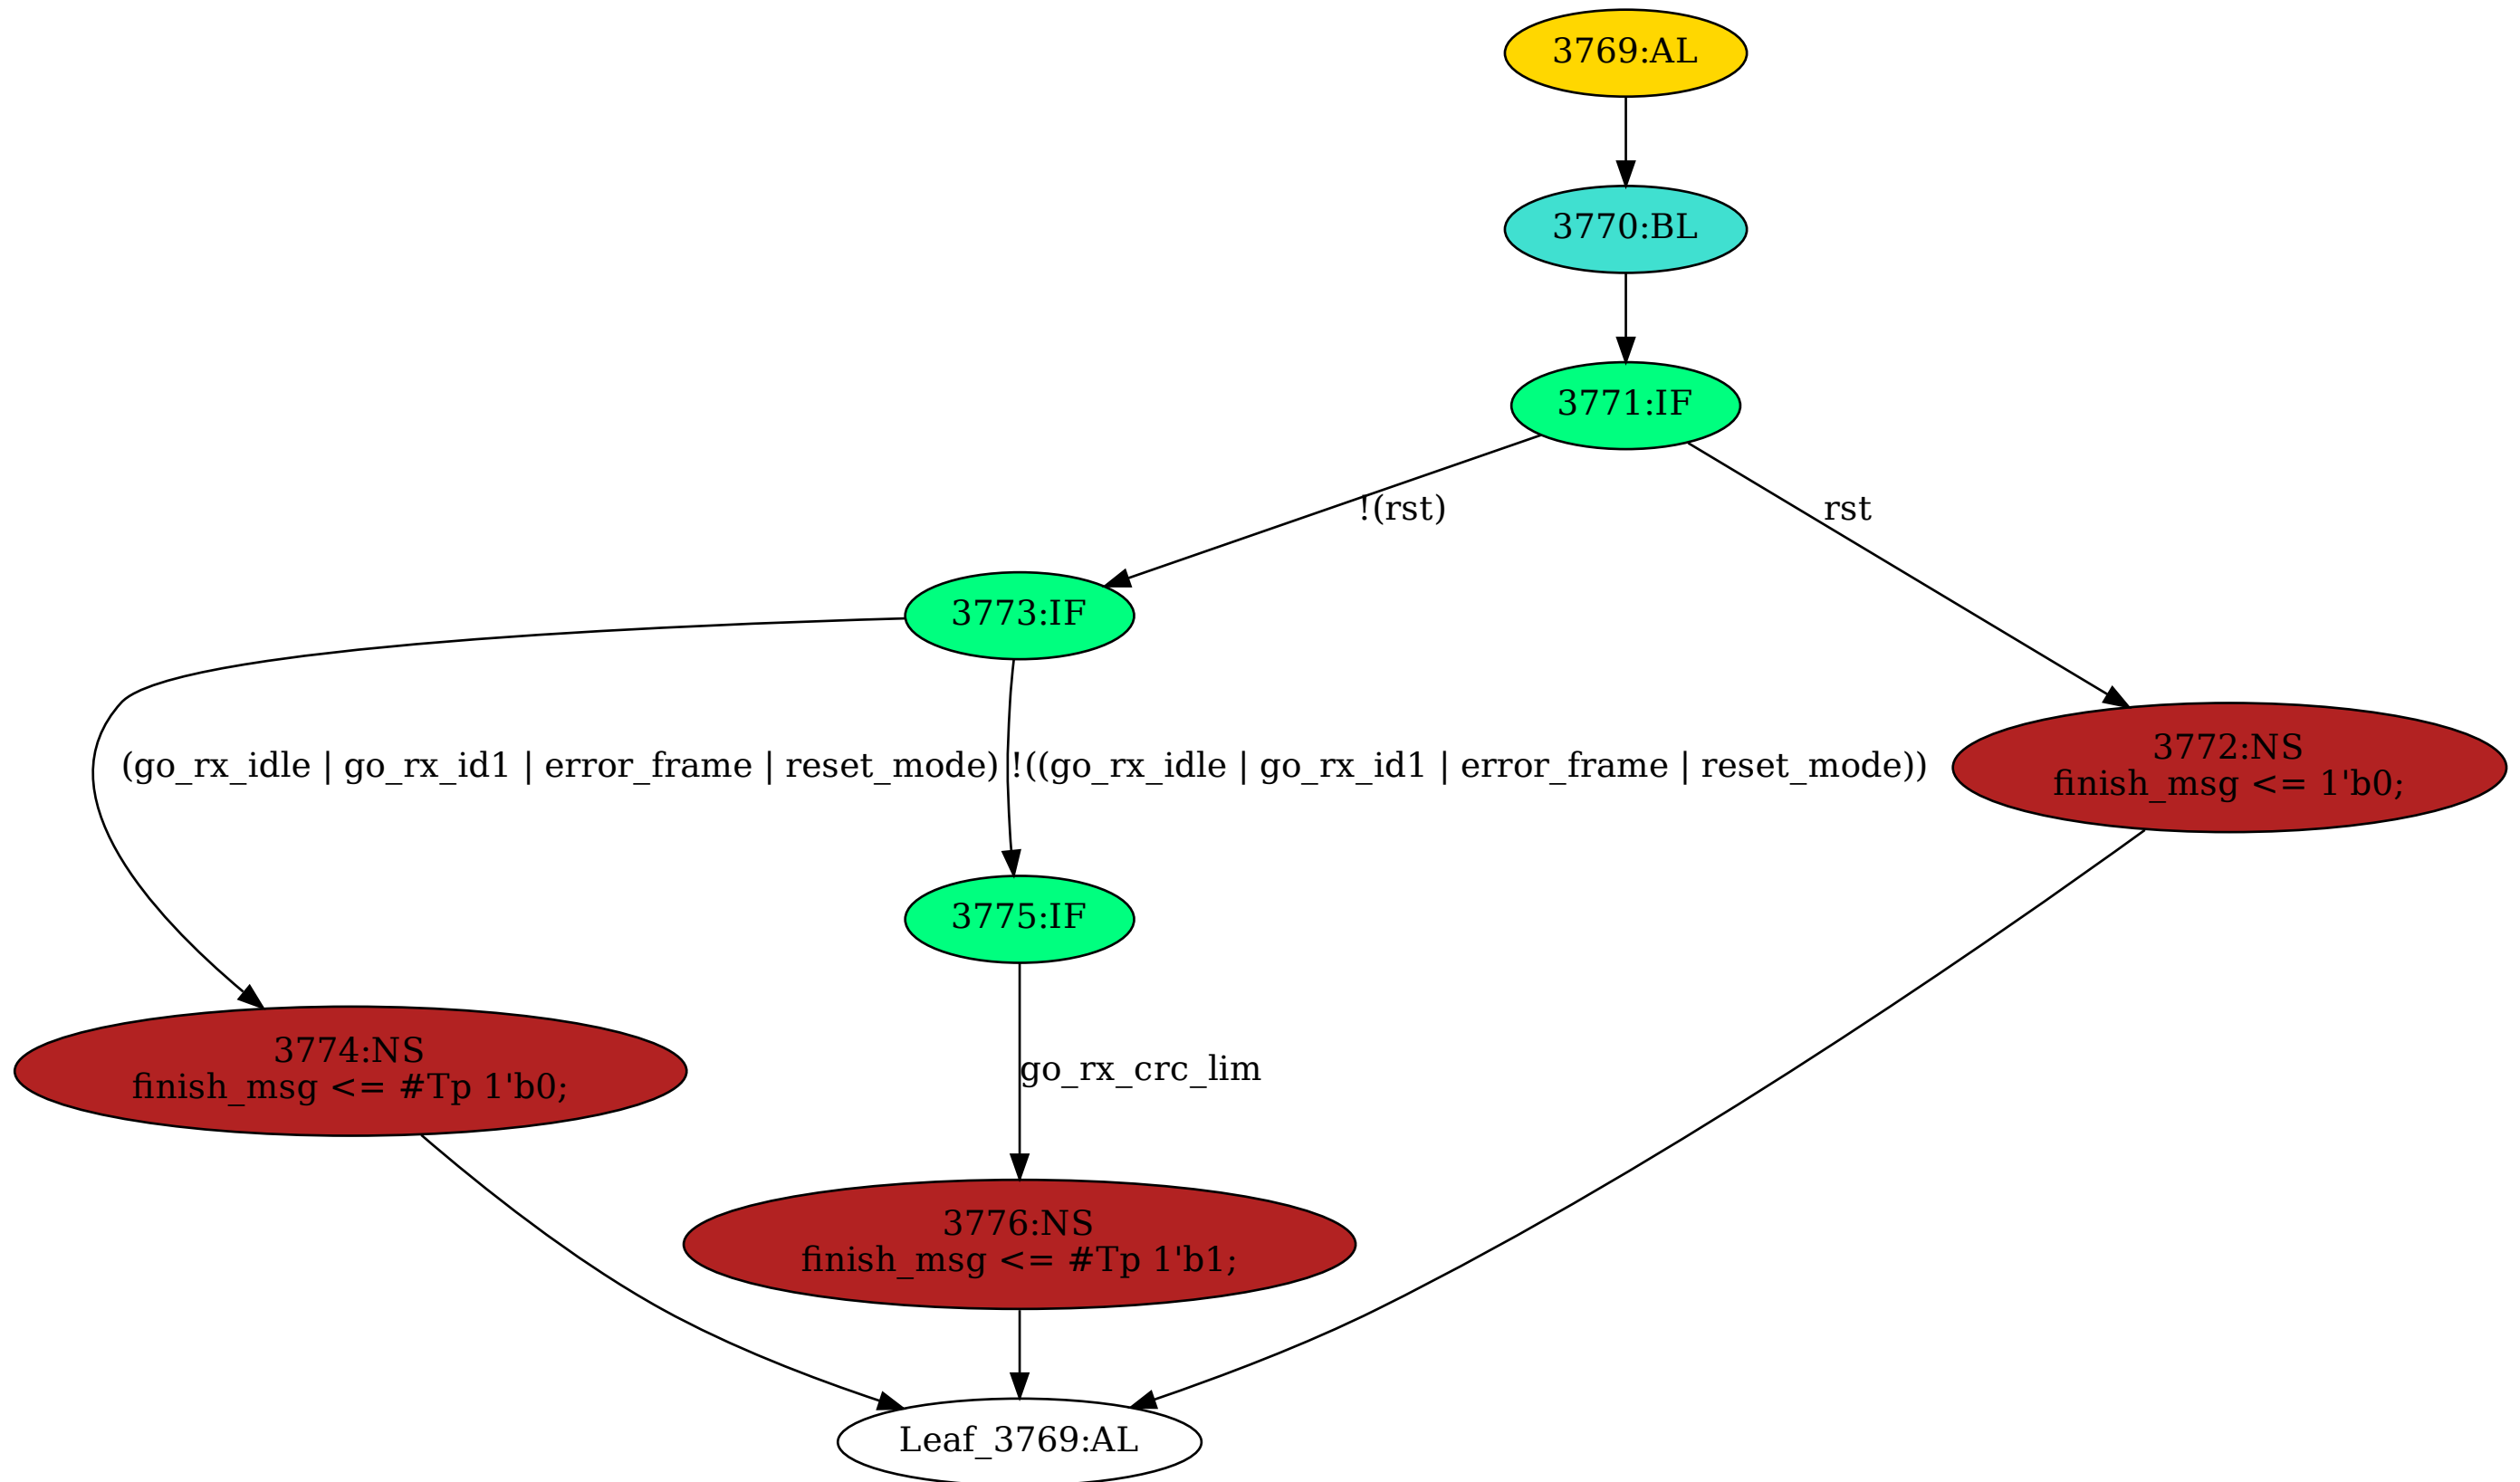 3769:AL
3770:BL
3771:IF
!(rst)
rst
3773:IF
(go_rx_idle | go_rx_id1 | error_frame | reset_mode)
!((go_rx_idle | go_rx_id1 | error_frame | reset_mode))
3772:NS
finish_msg <= 1'b0;
3775:IF
3774:NS
finish_msg <= #Tp 1'b0;
go_rx_crc_lim
3776:NS
finish_msg <= #Tp 1'b1;
Leaf_3769:AL